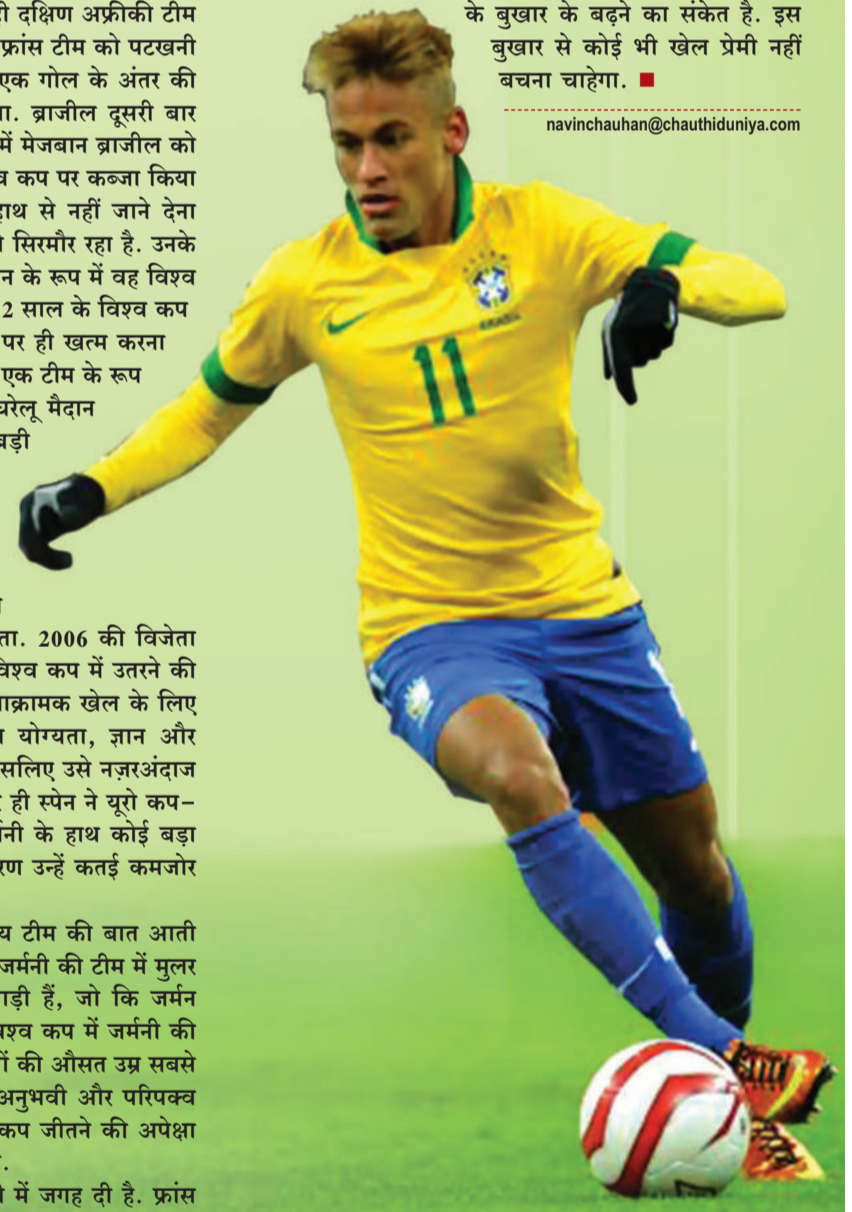 दक्षिण अफ्रीकी टीम
फ्रांस टीम को पटखनी
एक गोल के अंतर की
ब्राजील दूसरी बार
में मेजबान ब्राजील को
कप पर कब्जा किया
हाथ से नहीं जाने देना
सिरमौर रहा है. उनके
के रूप में वह विश्व
2 साल के विश्व कप
पर ही खत्म करना
एक टीम के रूप
घरेलू मैदान
बड़ी
2006 की विजेता
विश्व कप में उतरने की
आक्रामक खेल के लिए
योग्यता, ज्ञान और
इसलिए उसे नज़रअंदाज
ही स्पेन ने यूरो कप-
के हाथ कोई बड़ा
उन्हें कतई कमजोर
टीम की बात आती
जर्मनी की टीम में मुलर
हैं, जो कि जर्मन
विश्व कप में जर्मनी की
की औसत उम्र सबसे
अनुभवी और परिपक्व
कप जीतने की अपेक्षा
में जगह दी है. फ्रांस
के बुखार के बढ़ने का संकेत है. इस
बुखार से कोई भी खेल प्रेमी नहीं
बचना चाहेगा.
navinchauhan@chauthiduniya.com
BRASIL
11